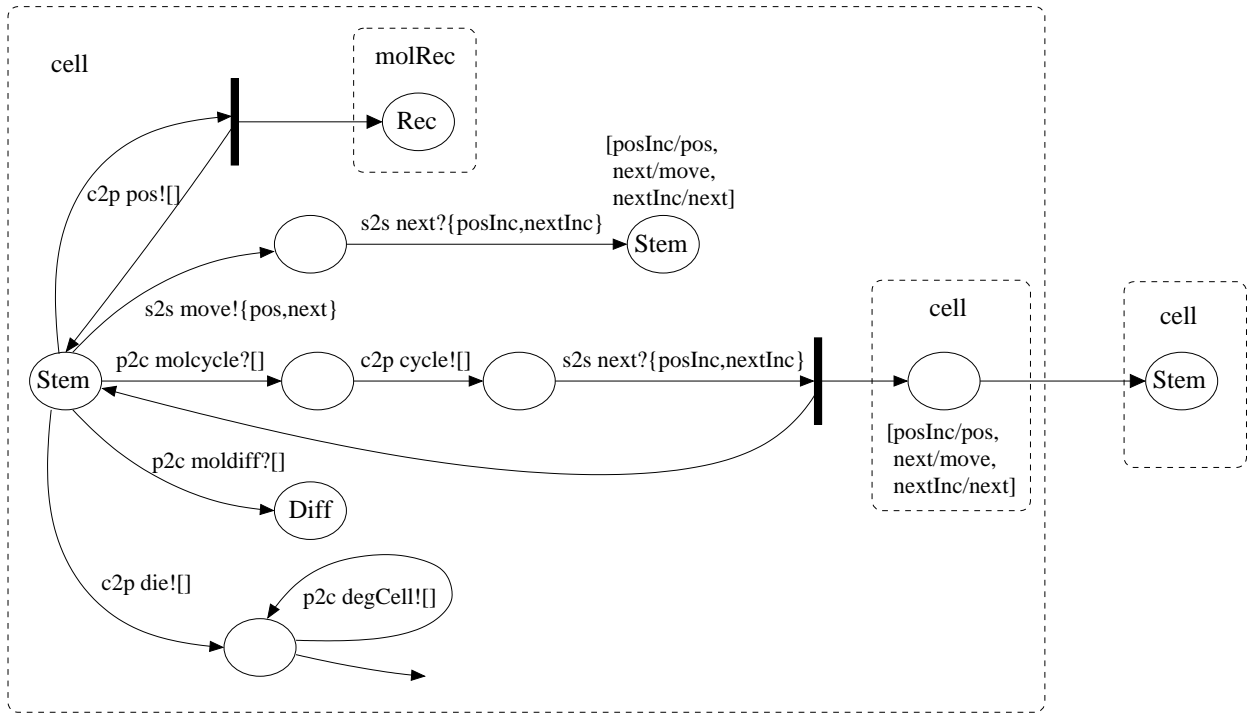 cell
molRec
Rec
c2p pos![]
[posInc/pos,
next/move,
nextInc/next]
s2s next?{posInc,nextInc}
Stem
s2s move!{pos,next}
cell
cell
Stem
p2c molcycle?[]
c2p cycle![]
s2s next?{posInc,nextInc}
Stem
[posInc/pos,
next/move,
nextInc/next]
p2c moldiff?[]
Diff
c2p die![]
p2c degCell![]